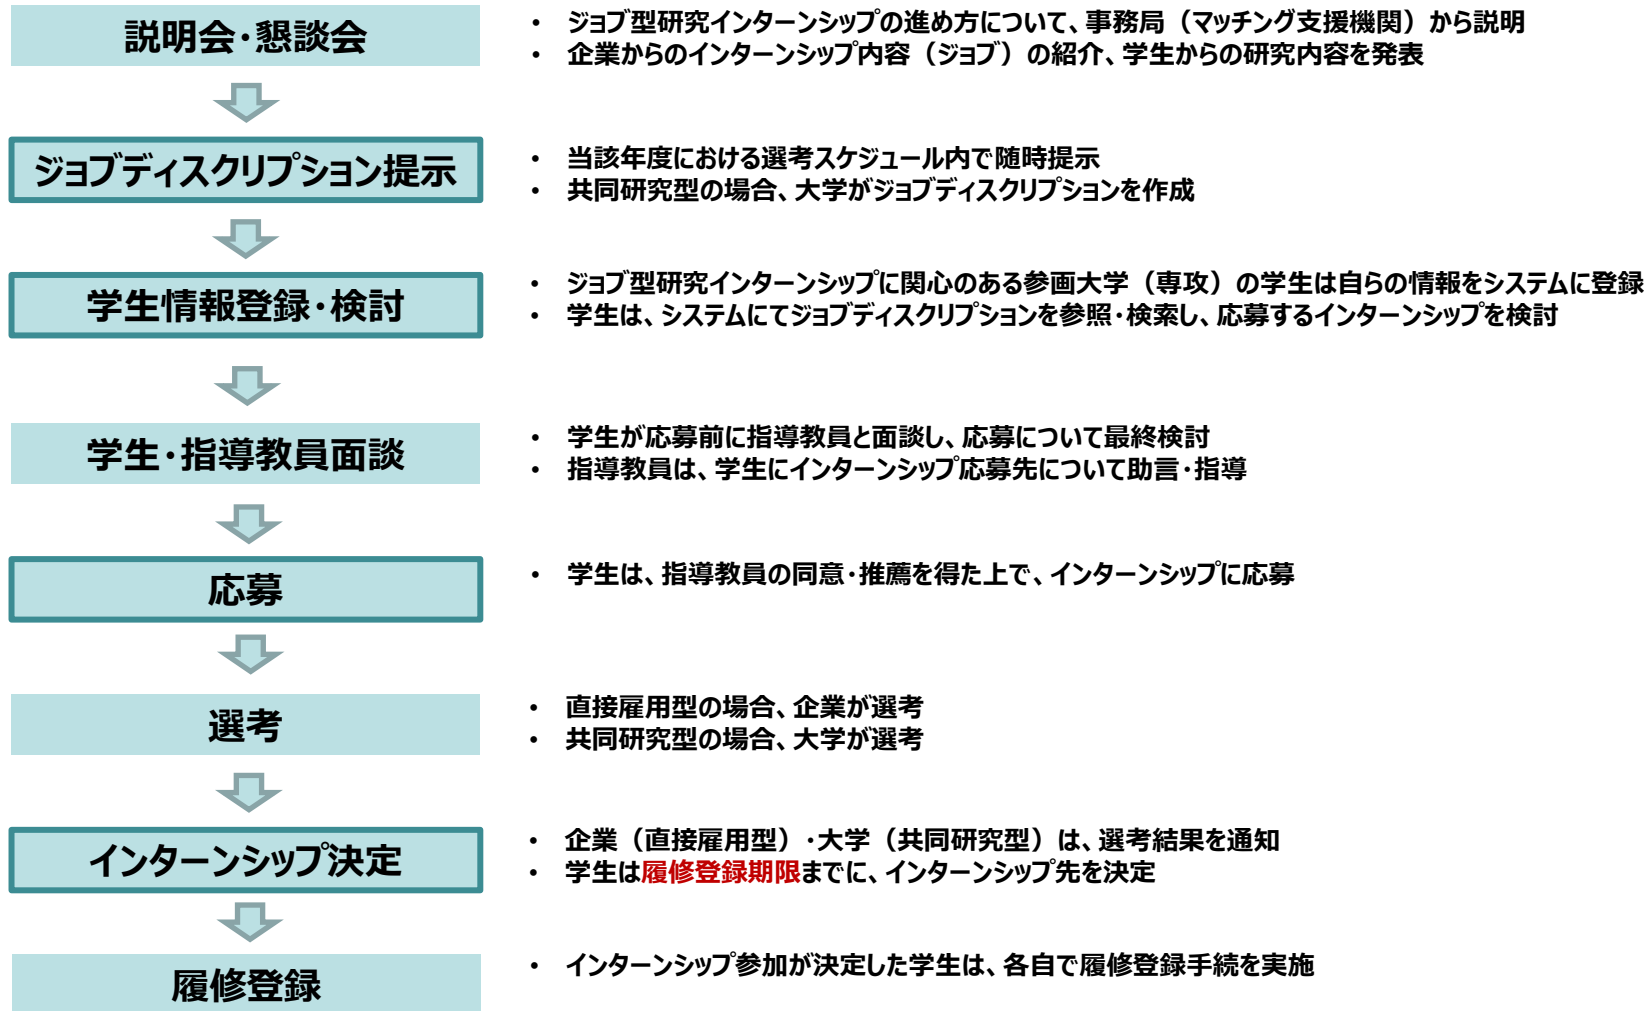 説明会・懇談会
• ジョブ型研究インターンシップの進め方について、事務局（マッチング支援機関）から説明
• 企業からのインターンシップ内容（ジョブ）の紹介、学生からの研究内容を発表
ジョブディスクリプション提示
• 当該年度における選考スケジュール内で随時提示
• 共同研究型の場合、大学がジョブディスクリプションを作成
学生情報登録・検討
• ジョブ型研究インターンシップに関心のある参画大学（専攻）の学生は自らの情報をシステムに登録
• 学生は、システムにてジョブディスクリプションを参照・検索し、応募するインターンシップを検討
学生・指導教員面談
• 学生が応募前に指導教員と面談し、応募について最終検討
• 指導教員は、学生にインターンシップ応募先について助言・指導
応募
• 学生は、指導教員の同意・推薦を得た上で、インターンシップに応募
選考
• 直接雇用型の場合、企業が選考
• 共同研究型の場合、大学が選考
インターンシップ決定
• 企業（直接雇用型）・大学（共同研究型）は、選考結果を通知
• 学生は履修登録期限までに、インターンシップ先を決定
履修登録
• インターンシップ参加が決定した学生は、各自で履修登録手続を実施